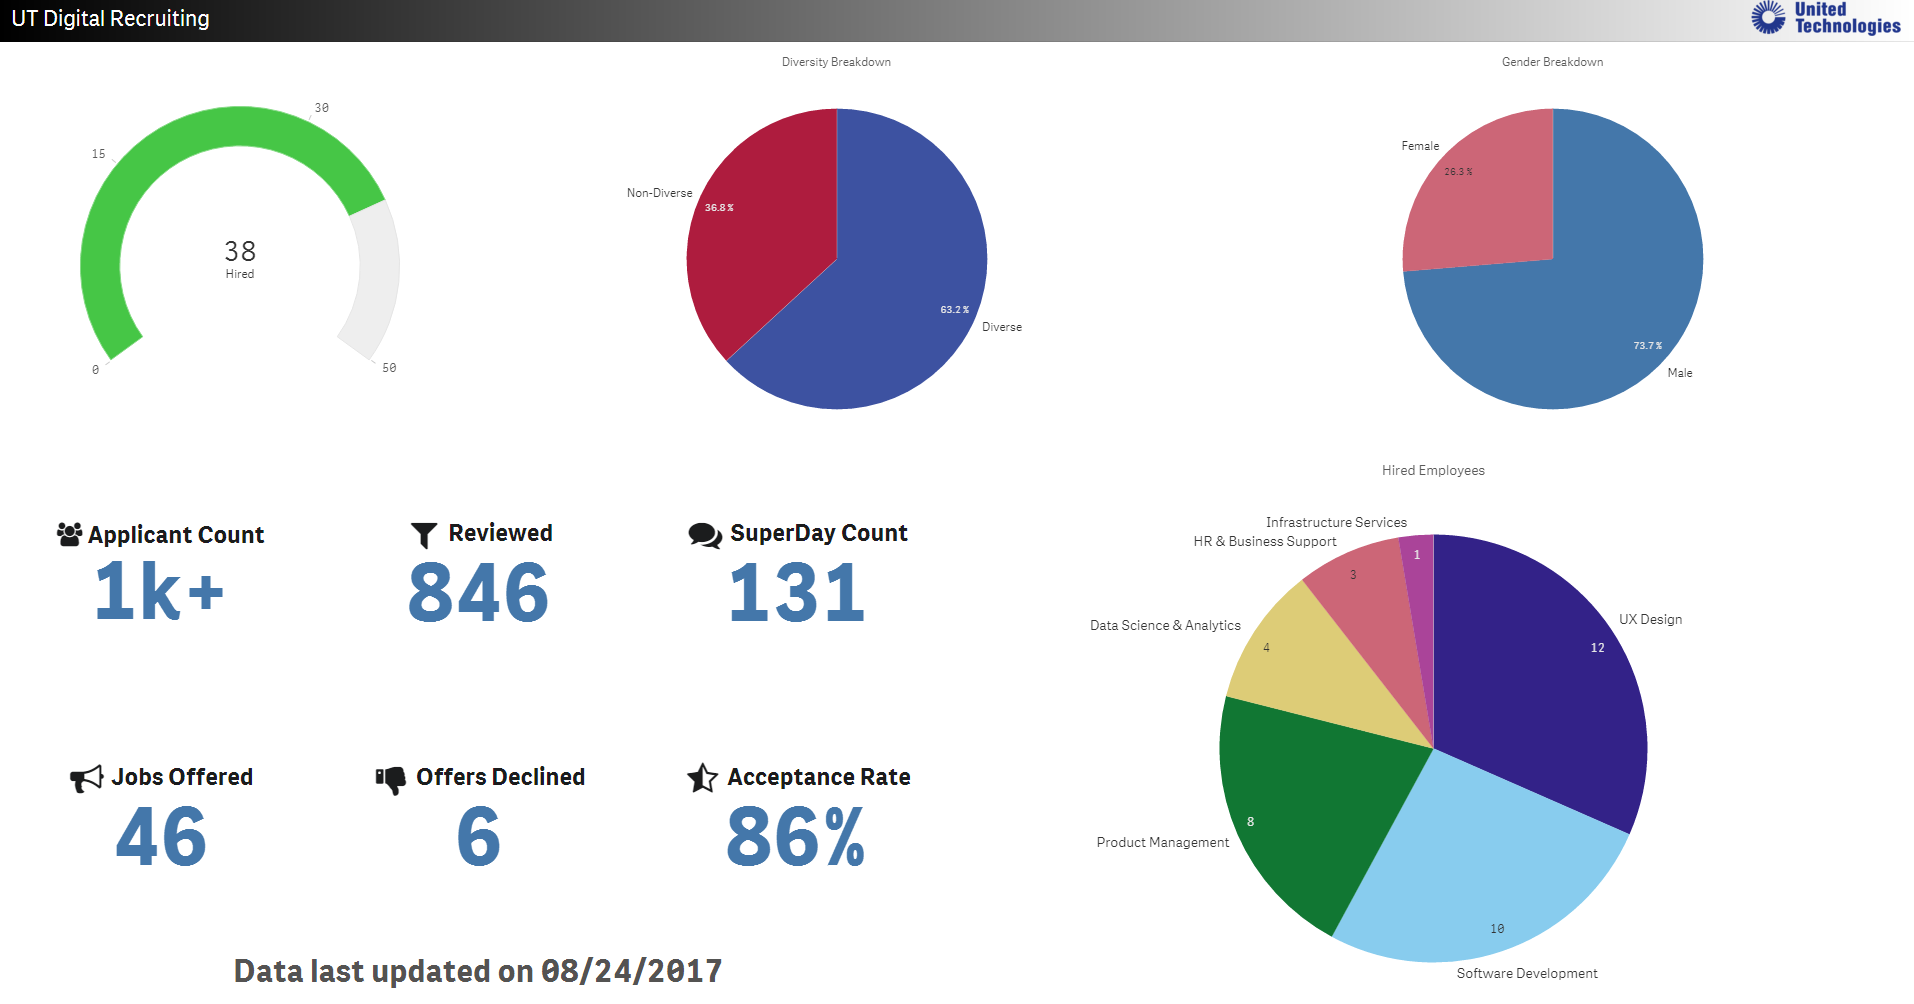 UT Digital Recruiting
United
Technologies
Diversity Breakdown
Gender Breakdown
0
15
30
50
38
Hired
Non-Diverse
36.8 %
63.2 %
Diverse
Female
26.3 %
73.7 %
Male
Applicant Count
1k+
Reviewed
846
SuperDay Count
131
Jobs Offered
46
Offers Declined
6
Acceptance Rate
86%
Hired Employees
Infrastructure Services
1
HR & Business Support
3
Data Science & Analytics
4
Product Management
8
UX Design
12
10
Software Development
Data last updated on 08/24/2017